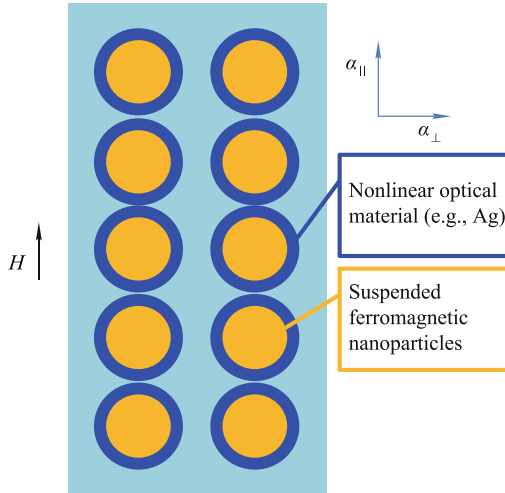 α||
α⊥
Nonlinear optical
material (e.g., Ag)
H
Suspended
ferromagnetic
nanoparticles